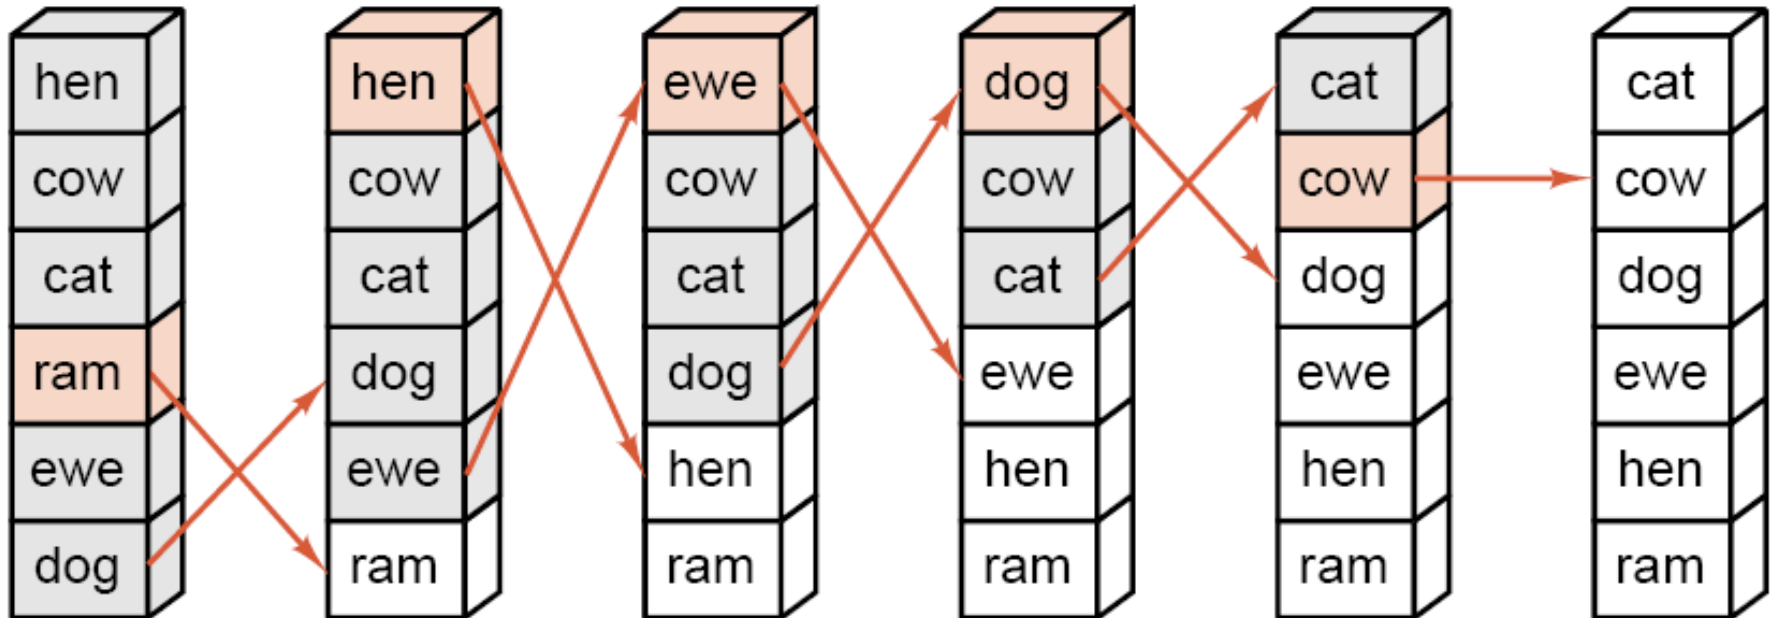 hen hen ewe dog cat cat
cow cow cow cow cow cow
cat cat cat cat dog dog
ram dog dog ewe ewe ewe
ewe ewe hen hen hen hen
dog ram ram ram ram ram